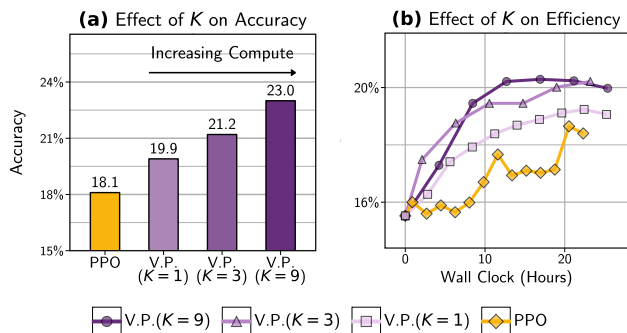 (a) Effect of K on Accuracy
Increasing Compute
24%
21%
18%
15%
Accuracy
18.1
19.9
21.2
23.0
PPO
V.P. (K = 1)
V.P. (K = 3)
V.P. (K = 9)
(b) Effect of K on Efficiency
20%
16%
0
10
20
Wall Clock (Hours)
V.P.(K = 9)
V.P.(K = 3)
V.P.(K = 1)
PPO